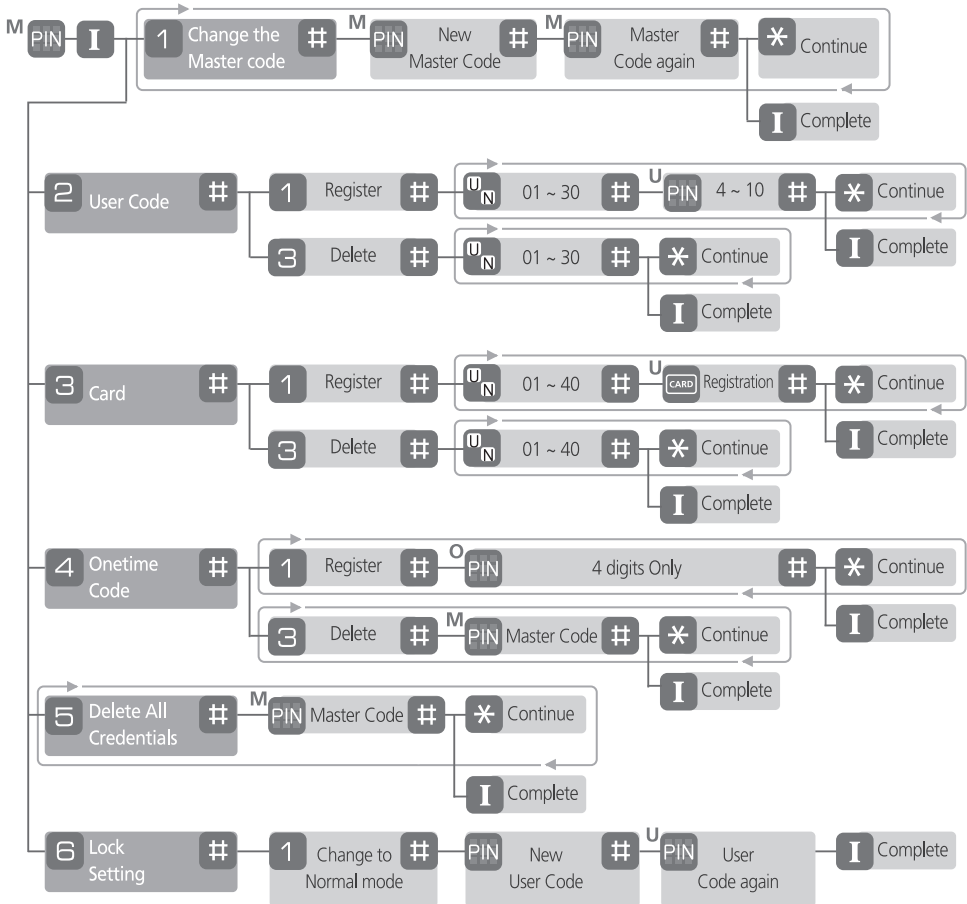 M PIN I 1 Change the Master code # M PIN New Master Code # M PIN Master Code again # * Continue
I Complete
2 User Code # 1 Register # UN 01 ~ 30 # U PIN 4 ~ 10 # * Continue
I Complete
3 Delete # UN 01 ~ 30 # * Continue
I Complete
3 Card # 1 Register # UN 01 ~ 40 # U CARD Registration # * Continue
I Complete
3 Delete # UN 01 ~ 40 # * Continue
I Complete
4 Onetime Code # 1 Register # O PIN 4 digits Only # * Continue
I Complete
3 Delete # M PIN Master Code # * Continue
I Complete
5 Delete All Credentials # M PIN Master Code # * Continue
I Complete
6 Lock Setting # 1 Change to Normal mode # PIN New User Code # U PIN User Code again I Complete